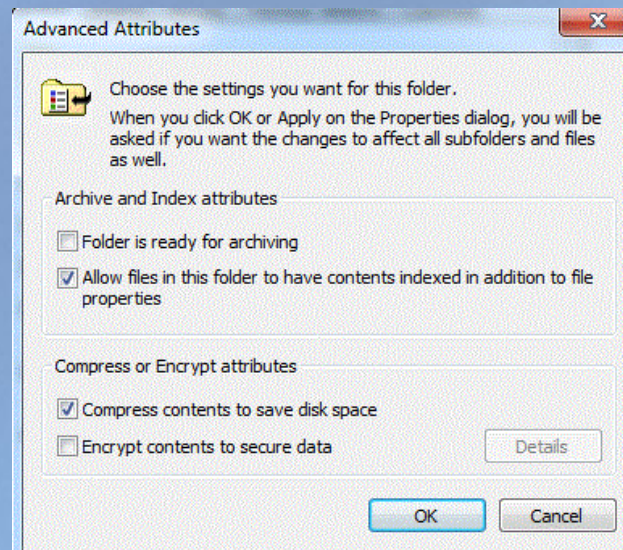 Advanced Attributes
Choose the settings you want for this folder.
When you click OK or Apply on the Properties dialog, you will be
asked if you want the changes to affect all subfolders and files
as well.
Archive and Index attributes
Folder is ready for archiving
Allow files in this folder to have contents indexed in addition to file
properties
Compress or Encrypt attributes
Compress contents to save disk space
Encrypt contents to secure data
Details
OK
Cancel